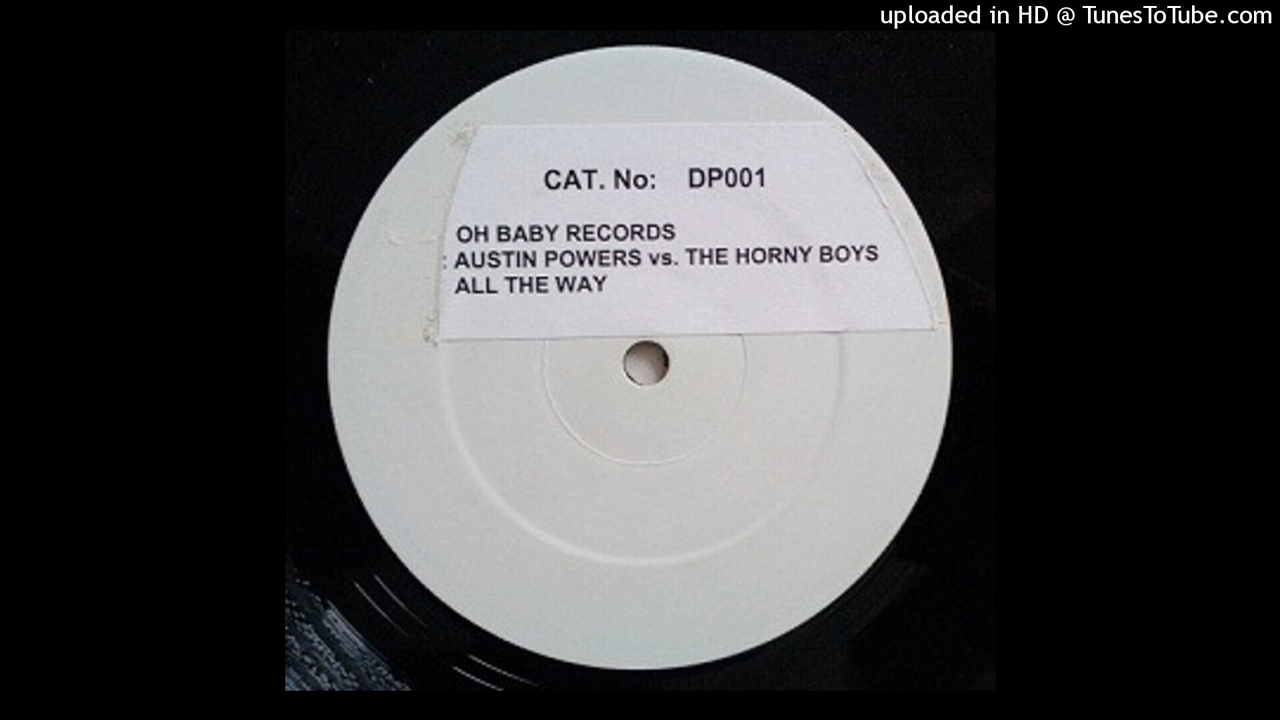 uploaded in HD @ TunesToTube.com
CAT. No: DP001
OH BABY RECORDS
: AUSTIN POWERS vs. THE HORNY BOYS
ALL THE WAY